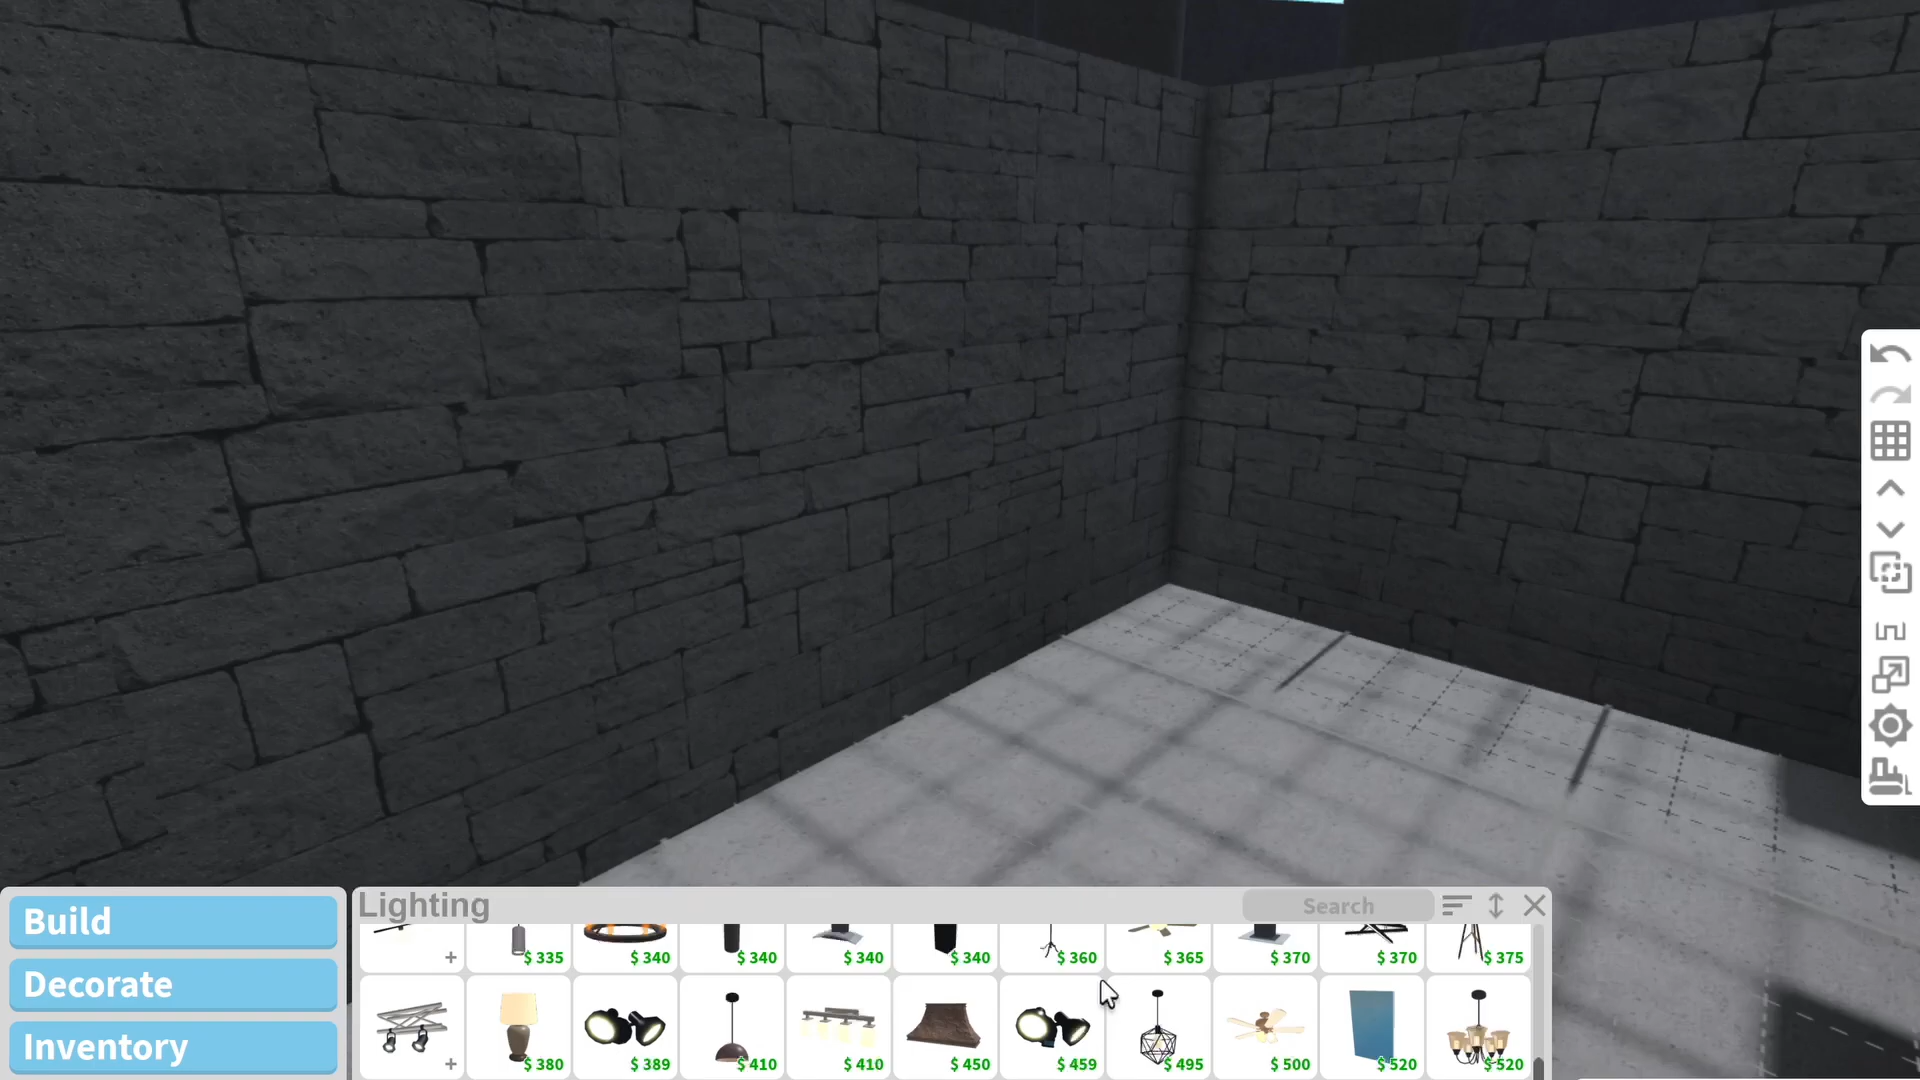 Build
Decorate
Inventory
Lighting
Search
+ $ 335 $ 340 $ 340 $ 340 $ 340 $ 360 $ 365 $ 370 $ 370 $ 375
+ $ 380 $ 389 $ 410 $ 410 $ 450 $ 459 $ 495 $ 500 $ 520 $ 520